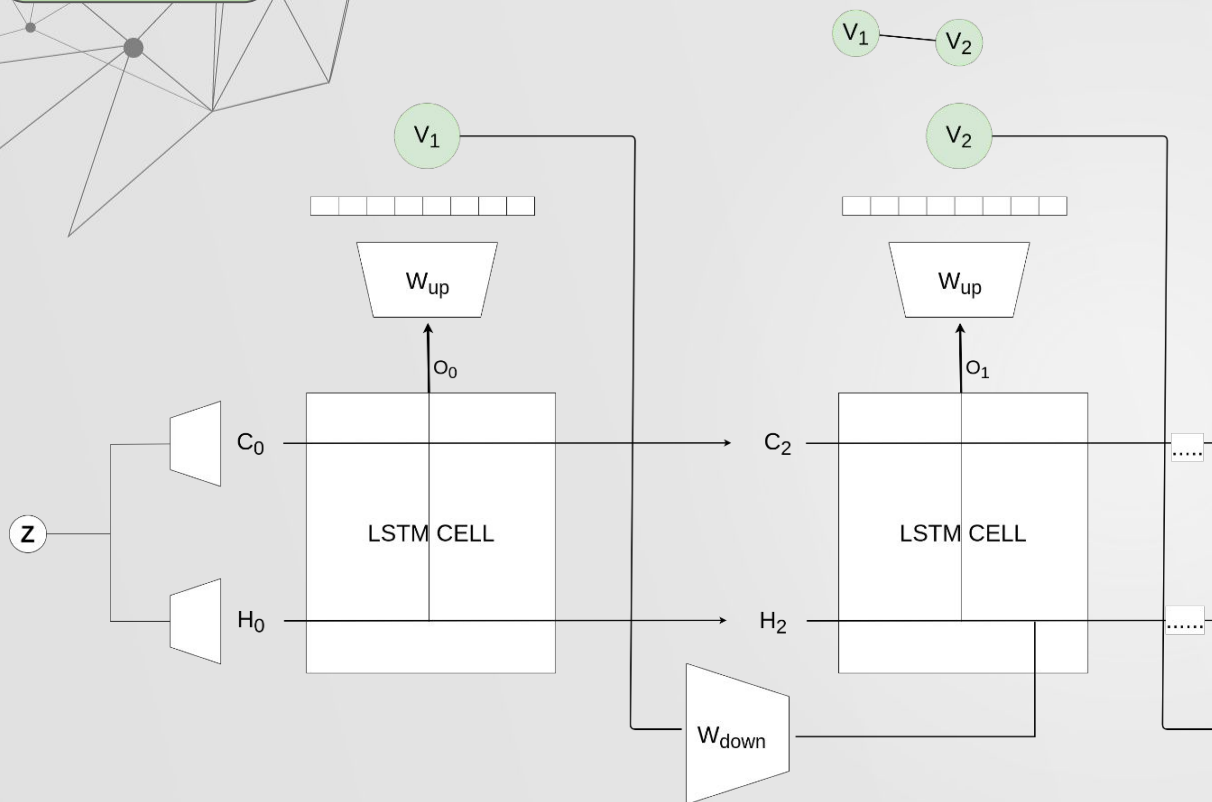 V1
V2
V1
V2
Wup
Wup
O0
O1
C0
C2
.....
LSTM CELL
LSTM CELL
Z
H0
H2
......
Wdown